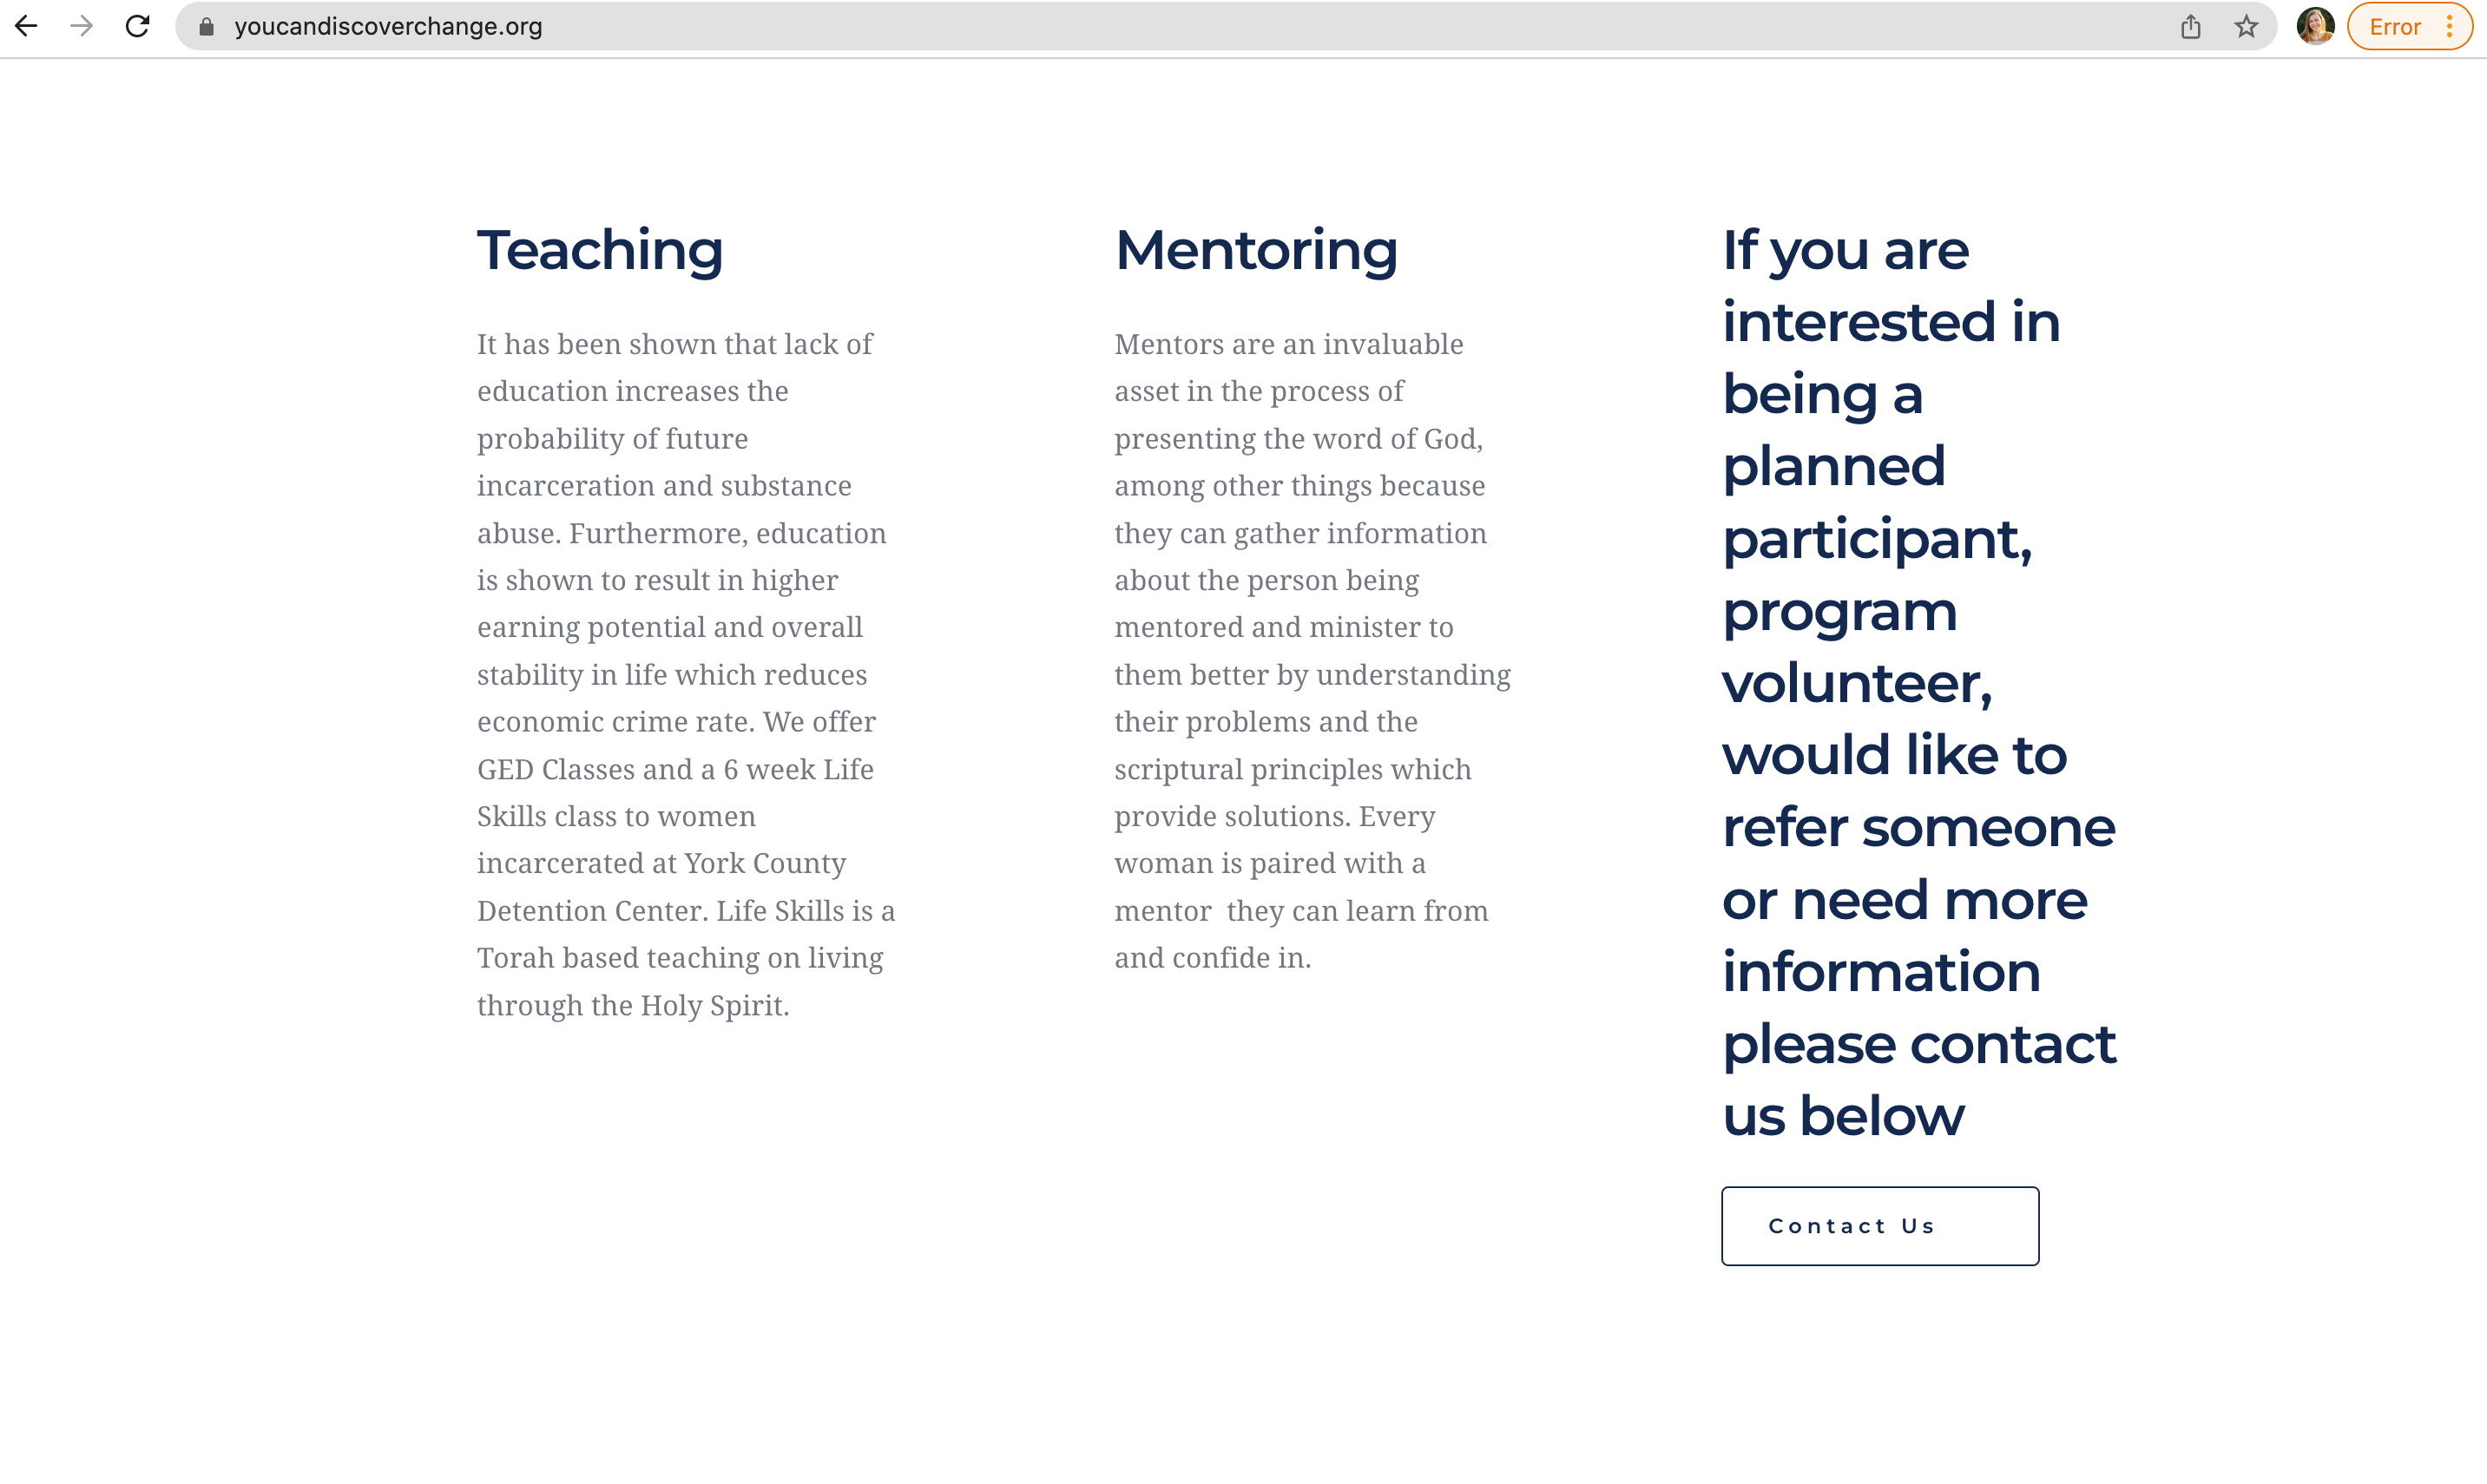 youcandiscoverchange.org
Error
Teaching
It has been shown that lack of
education increases the
probability of future
incarceration and substance
abuse. Furthermore, education
is shown to result in higher
earning potential and overall
stability in life which reduces
economic crime rate. We offer
GED Classes and a 6 week Life
Skills class to women
incarcerated at York County
Detention Center. Life Skills is a
Torah based teaching on living
through the Holy Spirit.
Mentoring
Mentors are an invaluable
asset in the process of
presenting the word of God,
among other things because
they can gather information
about the person being
mentored and minister to
them better by understanding
their problems and the
scriptural principles which
provide solutions. Every
woman is paired with a
mentor  they can learn from
and confide in.
If you are
interested in
being a
planned
participant,
program
volunteer,
would like to
refer someone
or need more
information
please contact
us below
Contact Us